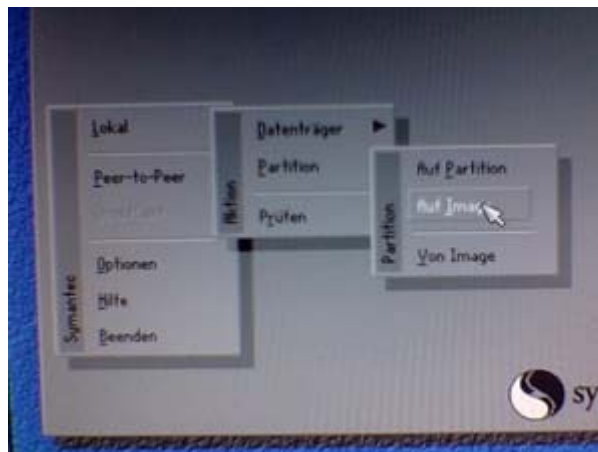 Lokal
Peer-to-Peer
GhostCast
Optionen
Hilfe
Beenden
Symantec
Datenträger
Partition
Prüfen
Aktion
Auf Partition
Auf Image
Von Image
Partition
sy